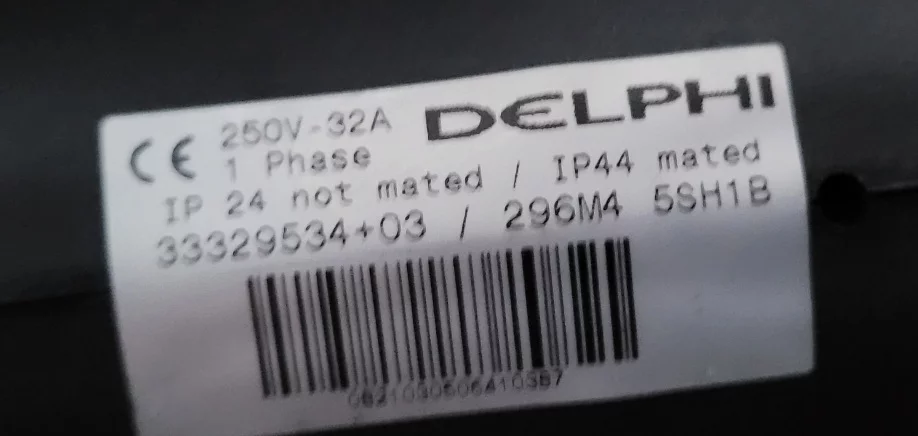 CE 250V-32A DELPHI
1 Phase
IP 24 not mated / IP44 mated
33329534+03 / 296M4 5SH1B